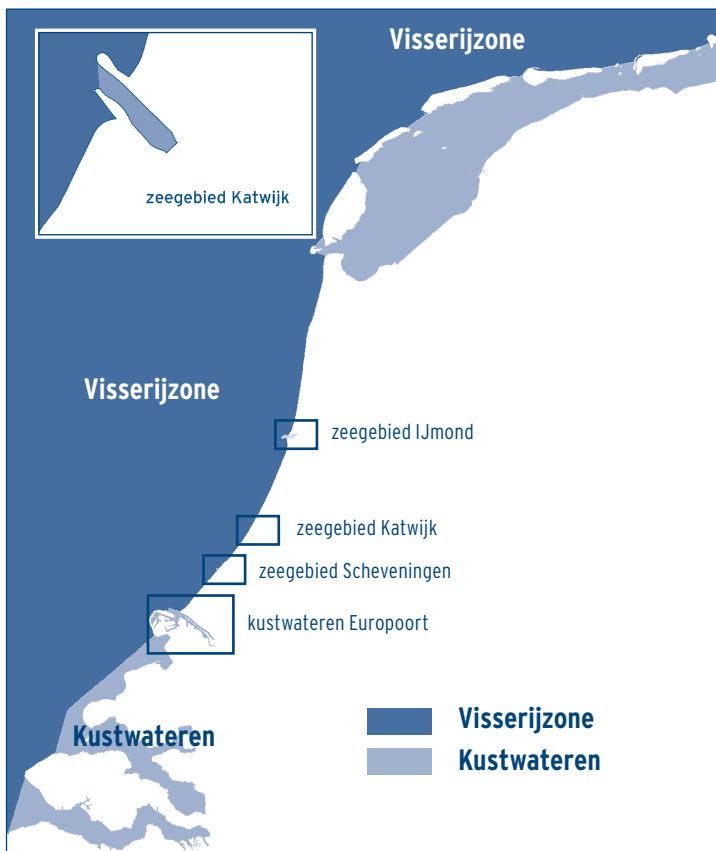 Visserijzone
zeegebied Katwijk
Visserijzone
zeegebied IJmond
zeegebied Katwijk
zeegebied Scheveningen
kustwateren Europoort
Kustwateren
Visserijzone
Kustwateren